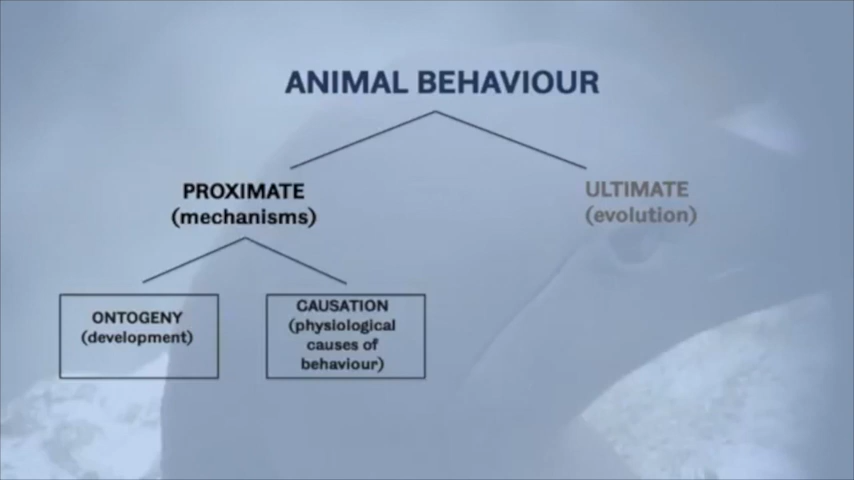 ANIMAL BEHAVIOUR
PROXIMATE
(mechanisms)
ULTIMATE
(evolution)
ONTOGENY
(development)
CAUSATION
(physiological
causes of
behaviour)